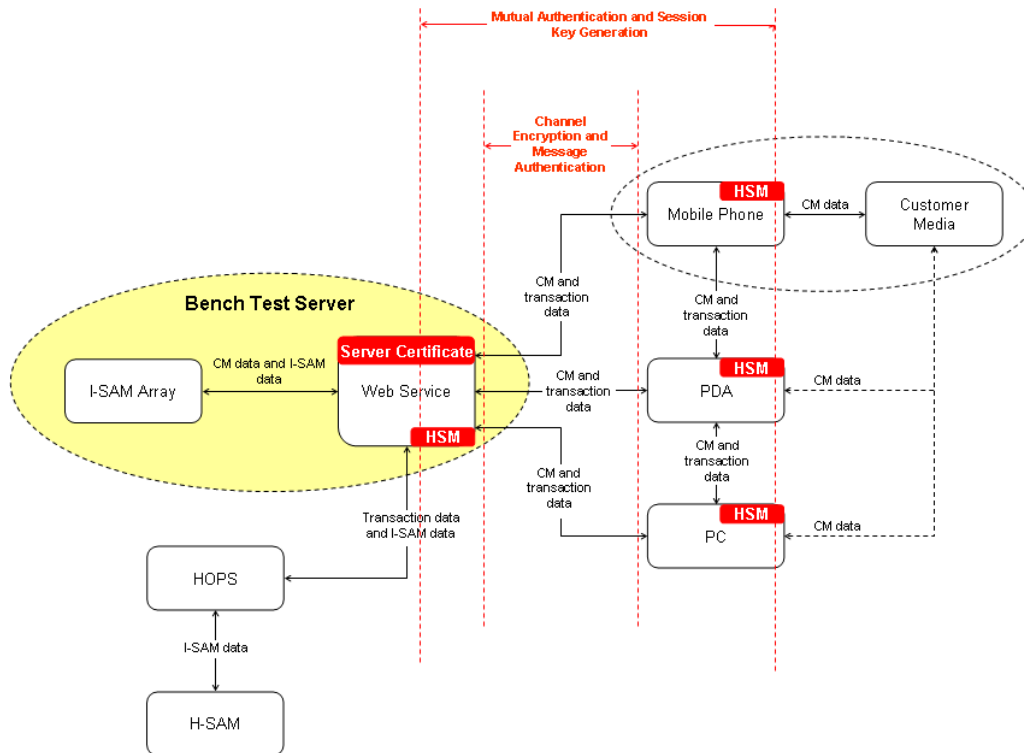 Mutual Authentication and Session
Key Generation
Channel
Encryption and
Message
Authentication
HSM
Mobile Phone
CM data
Customer
Media
CM and
transaction
data
CM and
transaction
data
Bench Test Server
Server Certificate
CM data and I-SAM
data
I-SAM Array
Web Service
HSM
CM and
transaction
data
HSM
PDA
CM data
CM and
transaction
data
CM and
transaction
data
HSM
PC
CM data
Transaction data
and I-SAM data
HOPS
I-SAM data
H-SAM